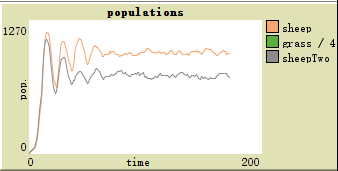 populations
1270
pop.
0
0
time
200
sheep
grass / 4
sheepTwo